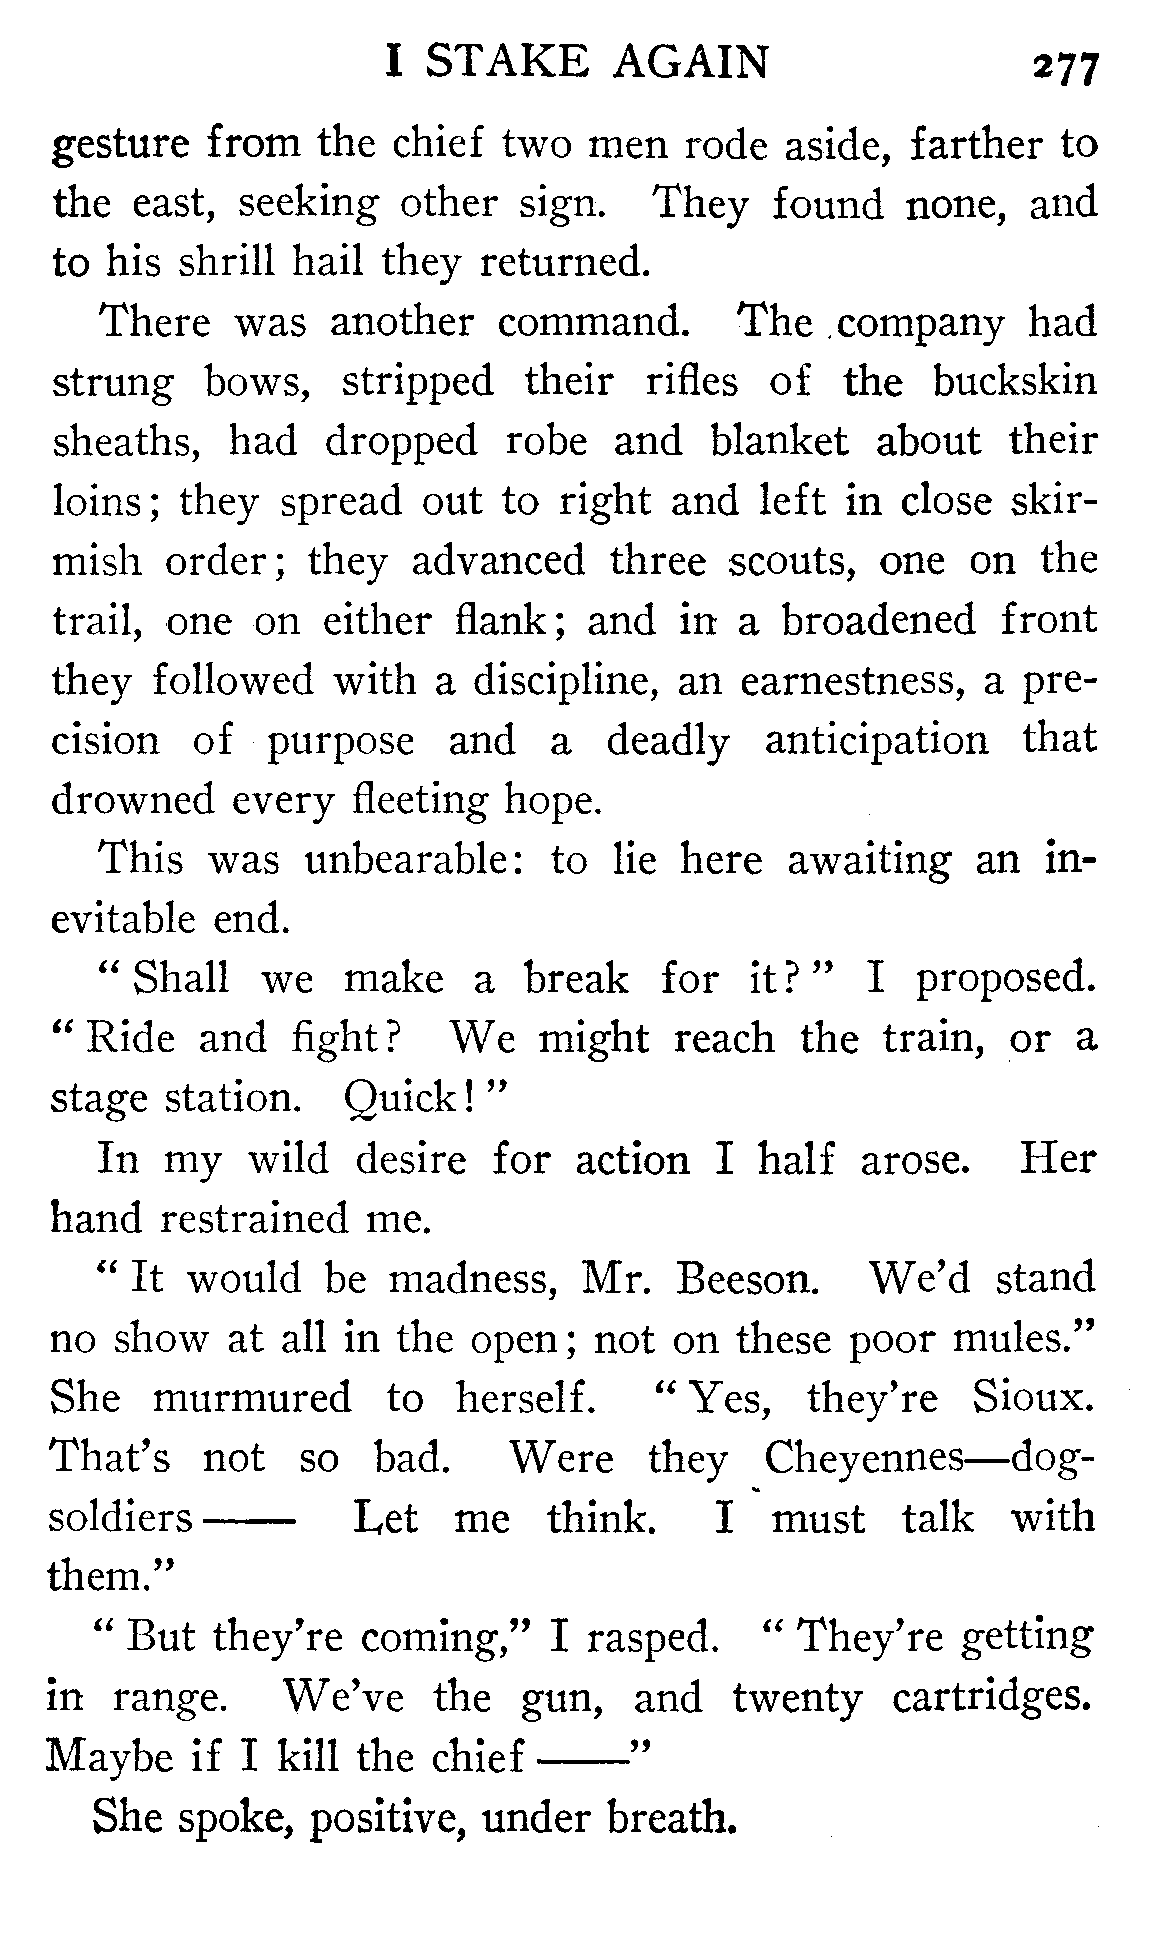 I STAKE AGAIN 277
gesture from the chief two men rode aside, farther to
the east, seeking other sign. They found none, and
to his shrill hail they returned.
There was another command. The company had
strung bows, stripped their rifles of the buckskin
sheaths, had dropped robe and blanket about their
loins; they spread out to right and left in close skir-
mish order; they advanced three scouts, one on the
trail, one on either flank; and in a broadened front
they followed with a discipline, an earnestness, a pre-
cision of purpose and a deadly anticipation that
drowned every fleeting hope.
This was unbearable: to lie here awaiting an in-
evitable end.
“Shall we make a break for it?” I proposed.
“Ride and fight? We might reach the train, or a
stage station. Quick!”
In my wild desire for action I half arose. Her
hand restrained me.
“It would be madness, Mr. Beeson. We’d stand
no show at all in the open; not on these poor mules.”
She murmured to herself. “Yes, they’re Sioux.
That’s not so bad. Were they Cheyennes—dog-
soldiers—— Let me think. I must talk with
them.”
“But they’re coming,” I rasped. “They’re getting
in range. We’ve the gun, and twenty cartridges.
Maybe if I kill the chief——”
She spoke, positive, under breath.